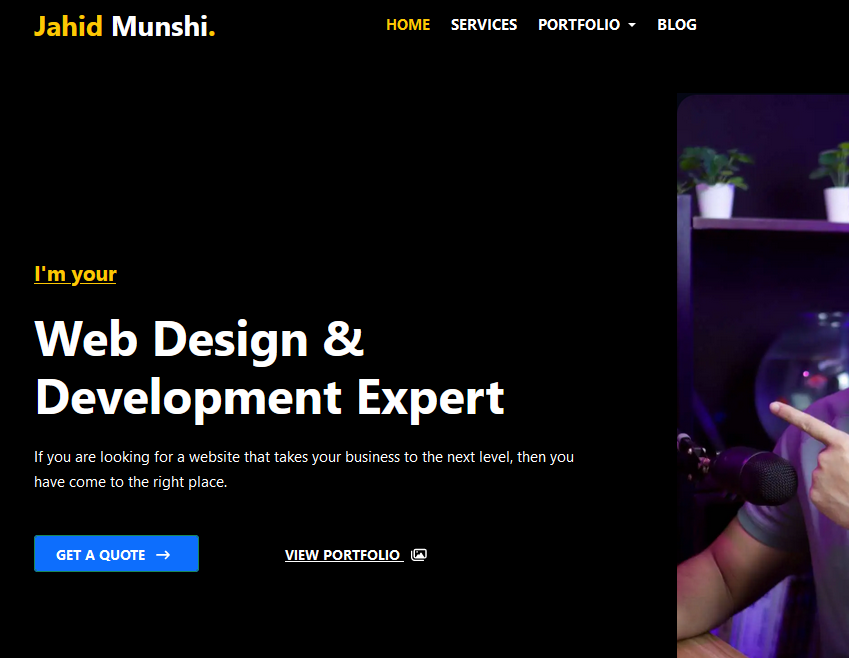 Jahid Munshi.
HOME SERVICES PORTFOLIO BLOG
I'm your
Web Design &
Development Expert
If you are looking for a website that takes your business to the next level, then you
have come to the right place.
GET A QUOTE
VIEW PORTFOLIO